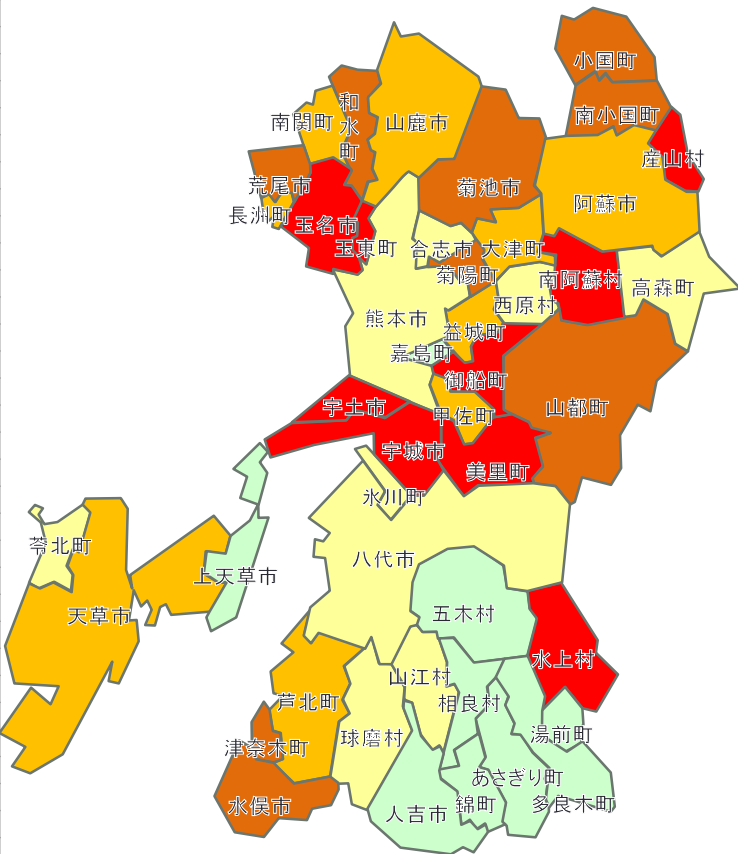 小国町
南小国町
産山村
和水町
南関町
山鹿市
菊池市
阿蘇市
荒尾市
長洲町
玉名市
玉東町
合志市
大津町
菊陽町
南阿蘇村
高森町
西原村
熊本市
益城町
嘉島町
御船町
宇土市
甲佐町
山都町
宇城市
美里町
氷川町
苓北町
八代市
上天草市
天草市
五木村
水上村
山江村
芦北町
相良村
球磨村
湯前町
津奈木町
あさぎり町
水俣市
人吉市
錦町
多良木町